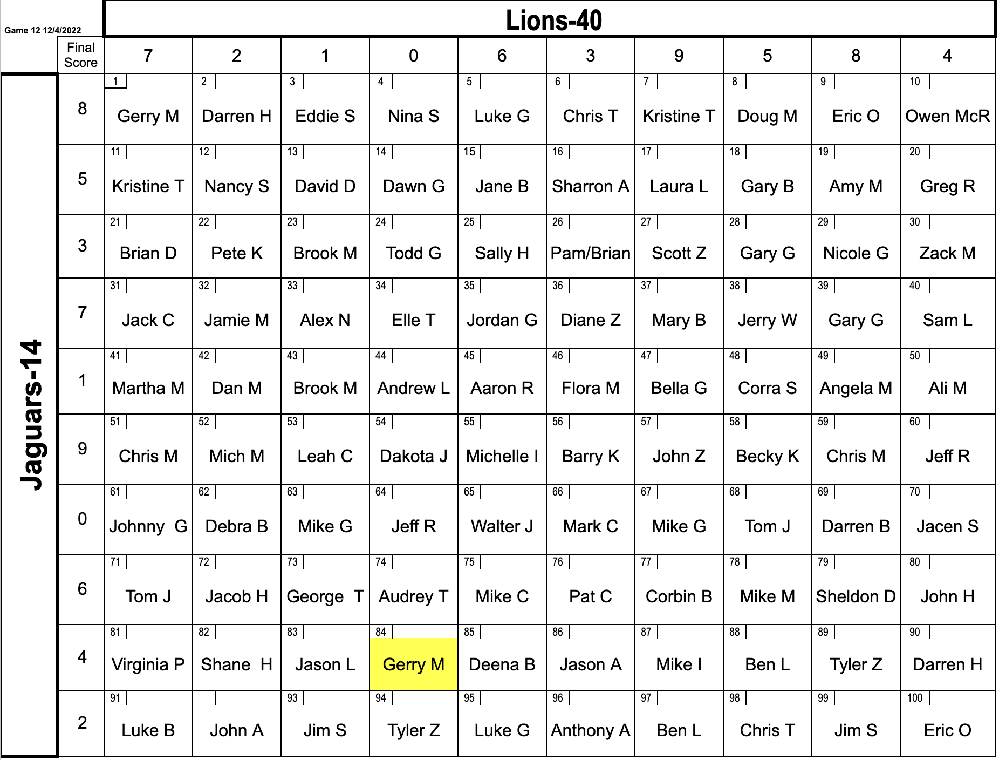 Lions-40
Game 12 12/4/2022
Final Score 7 2 1 0 6 3 9 5 8 4
Jaguars-14
1 2 3 4 5 6 7 8 9 10
8 Gerry M Darren H Eddie S Nina S Luke G Chris T Kristine T Doug M Eric O Owen McR
11 12 13 14 15 16 17 18 19 20
5 Kristine T Nancy S David D Dawn G Jane B Sharron A Laura L Gary B Amy M Greg R
21 22 23 24 25 26 27 28 29 30
3 Brian D Pete K Brook M Todd G Sally H Pam/Brian Scott Z Gary G Nicole G Zack M
31 32 33 34 35 36 37 38 39 40
7 Jack C Jamie M Alex N Elle T Jordan G Diane Z Mary B Jerry W Gary G Sam L
41 42 43 44 45 46 47 48 49 50
1 Martha M Dan M Brook M Andrew L Aaron R Flora M Bella G Corra S Angela M Ali M
51 52 53 54 55 56 57 58 59 60
9 Chris M Mich M Leah C Dakota J Michelle I Barry K John Z Becky K Chris M Jeff R
61 62 63 64 65 66 67 68 69 70
0 Johnny G Debra B Mike G Jeff R Walter J Mark C Mike G Tom J Darren B Jacen S
71 72 73 74 75 76 77 78 79 80
6 Tom J Jacob H George T Audrey T Mike C Pat C Corbin B Mike M Sheldon D John H
81 82 83 84 85 86 87 88 89 90
4 Virginia P Shane H Jason L Gerry M Deena B Jason A Mike I Ben L Tyler Z Darren H
91 93 94 95 96 97 98 99 100
2 Luke B John A Jim S Tyler Z Luke G Anthony A Ben L Chris T Jim S Eric O